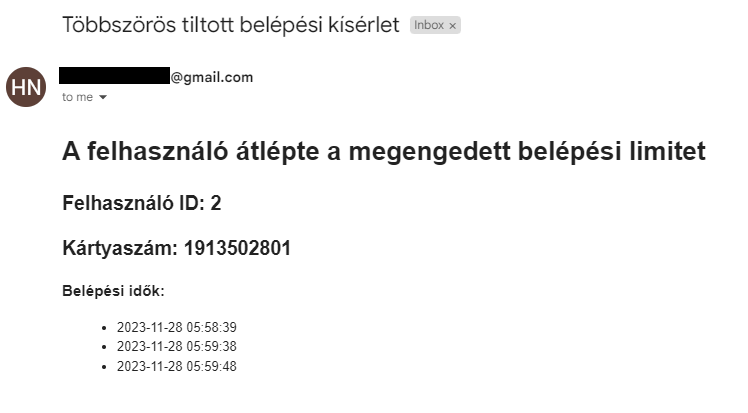 Többszörös tiltott belépési kísérlet Inbox ×
HN
@gmail.com
to me
A felhasználó átlépte a megengedett belépési limitet
Felhasználó ID: 2
Kártyaszám: 1913502801
Belépési idők:
• 2023-11-28 05:58:39
• 2023-11-28 05:59:38
• 2023-11-28 05:59:48